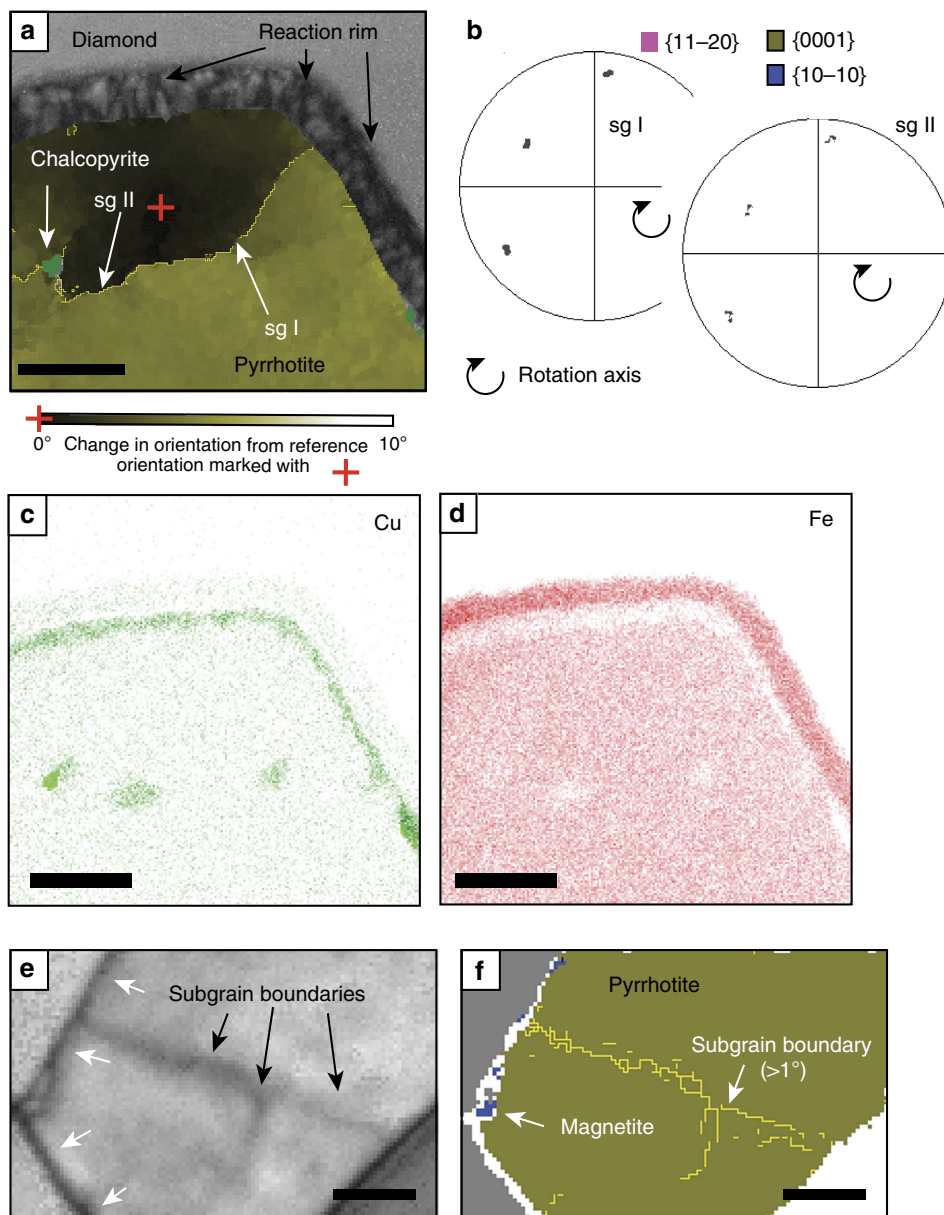 a
Diamond
Reaction rim
Chalcopyrite
sg II
sg I
Pyrrhotite
0°
10°
Change in orientation from reference
orientation marked with
b
{11–20}
{0001}
{10–10}
sg I
sg II
Rotation axis
c
Cu
d
Fe
e
Subgrain boundaries
f
Pyrrhotite
Subgrain boundary
(>1°)
Magnetite